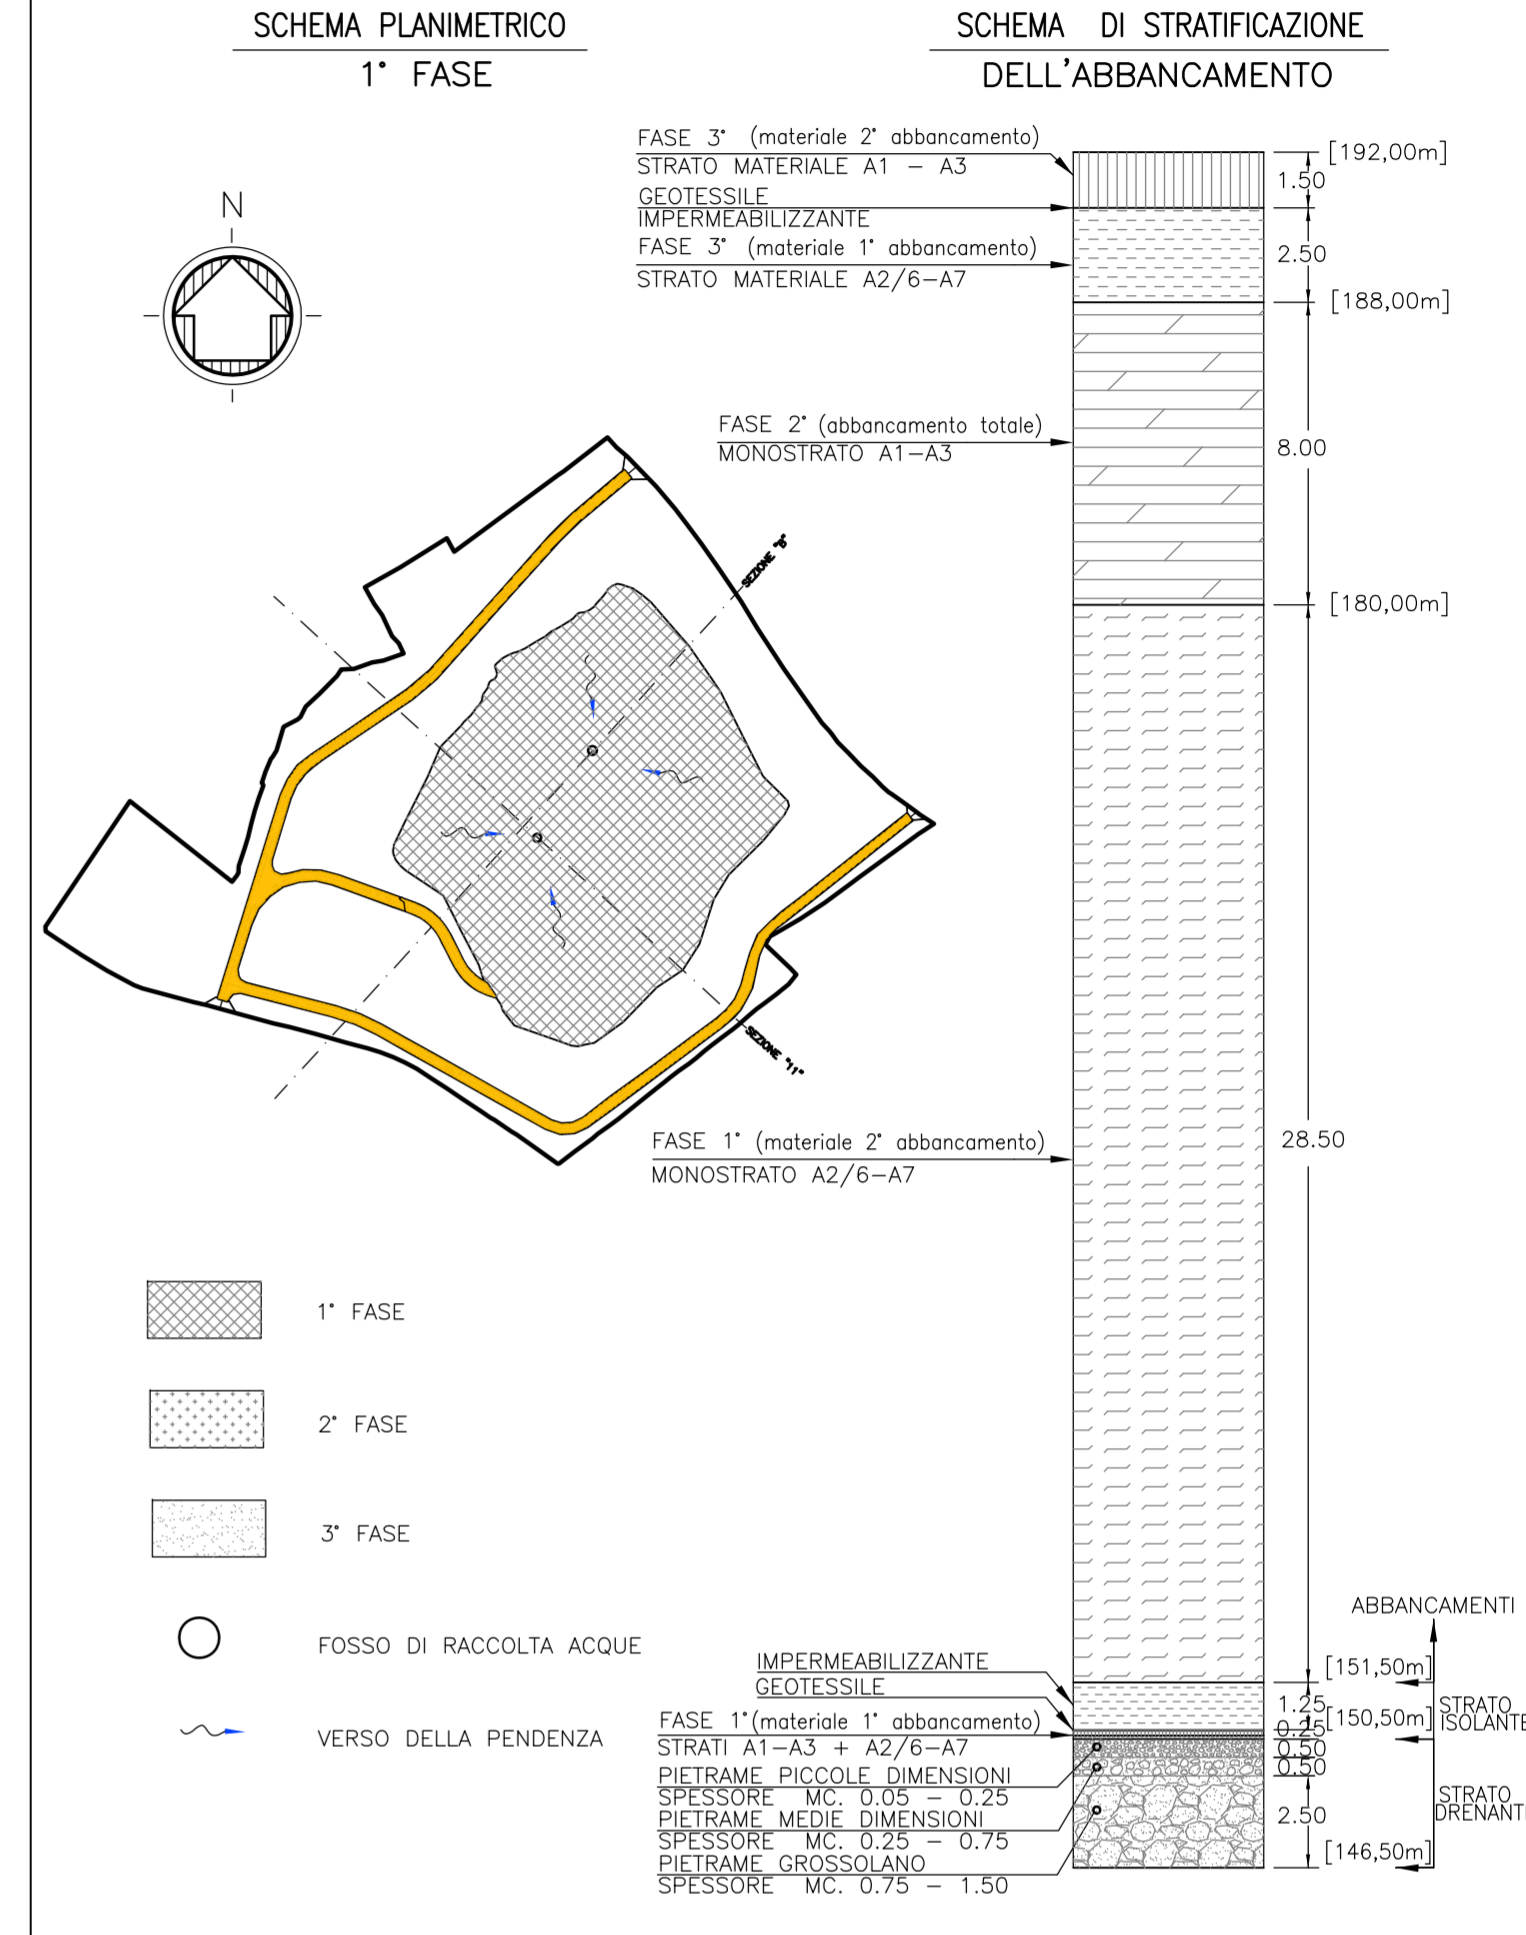 SCHEMA PLANIMETRICO
1° FASE
N
SEZIONE "B"
SEZIONE "11"
1° FASE
2° FASE
3° FASE
FOSSO DI RACCOLTA ACQUE
VERSO DELLA PENDENZA
SCHEMA DI STRATIFICAZIONE
DELL'ABBANCAMENTO
FASE 3° (materiale 2° abbancamento)
STRATO MATERIALE A1 - A3
GEOTESSILE
IMPERMEABILIZZANTE
FASE 3° (materiale 1° abbancamento)
STRATO MATERIALE A2/6-A7
FASE 2° (abbancamento totale)
MONOSTRATO A1-A3
FASE 1° (materiale 2° abbancamento)
MONOSTRATO A2/6-A7
IMPERMEABILIZZANTE
GEOTESSILE
FASE 1°(materiale 1° abbancamento)
STRATI A1-A3 + A2/6-A7
PIETRAME PICCOLE DIMENSIONI
SPESSORE MC. 0.05 - 0.25
PIETRAME MEDIE DIMENSIONI
SPESSORE MC. 0.25 - 0.75
PIETRAME GROSSOLANO
SPESSORE MC. 0.75 - 1.50
[192,00m]
1.50
2.50
[188,00m]
8.00
[180,00m]
28.50
ABBANCAMENTI
[151,50m]
1.25
STRATO
ISOLANTE
[150,50m]
0.25
0.50
0.50
STRATO
DRENANT
2.50
[146,50m]